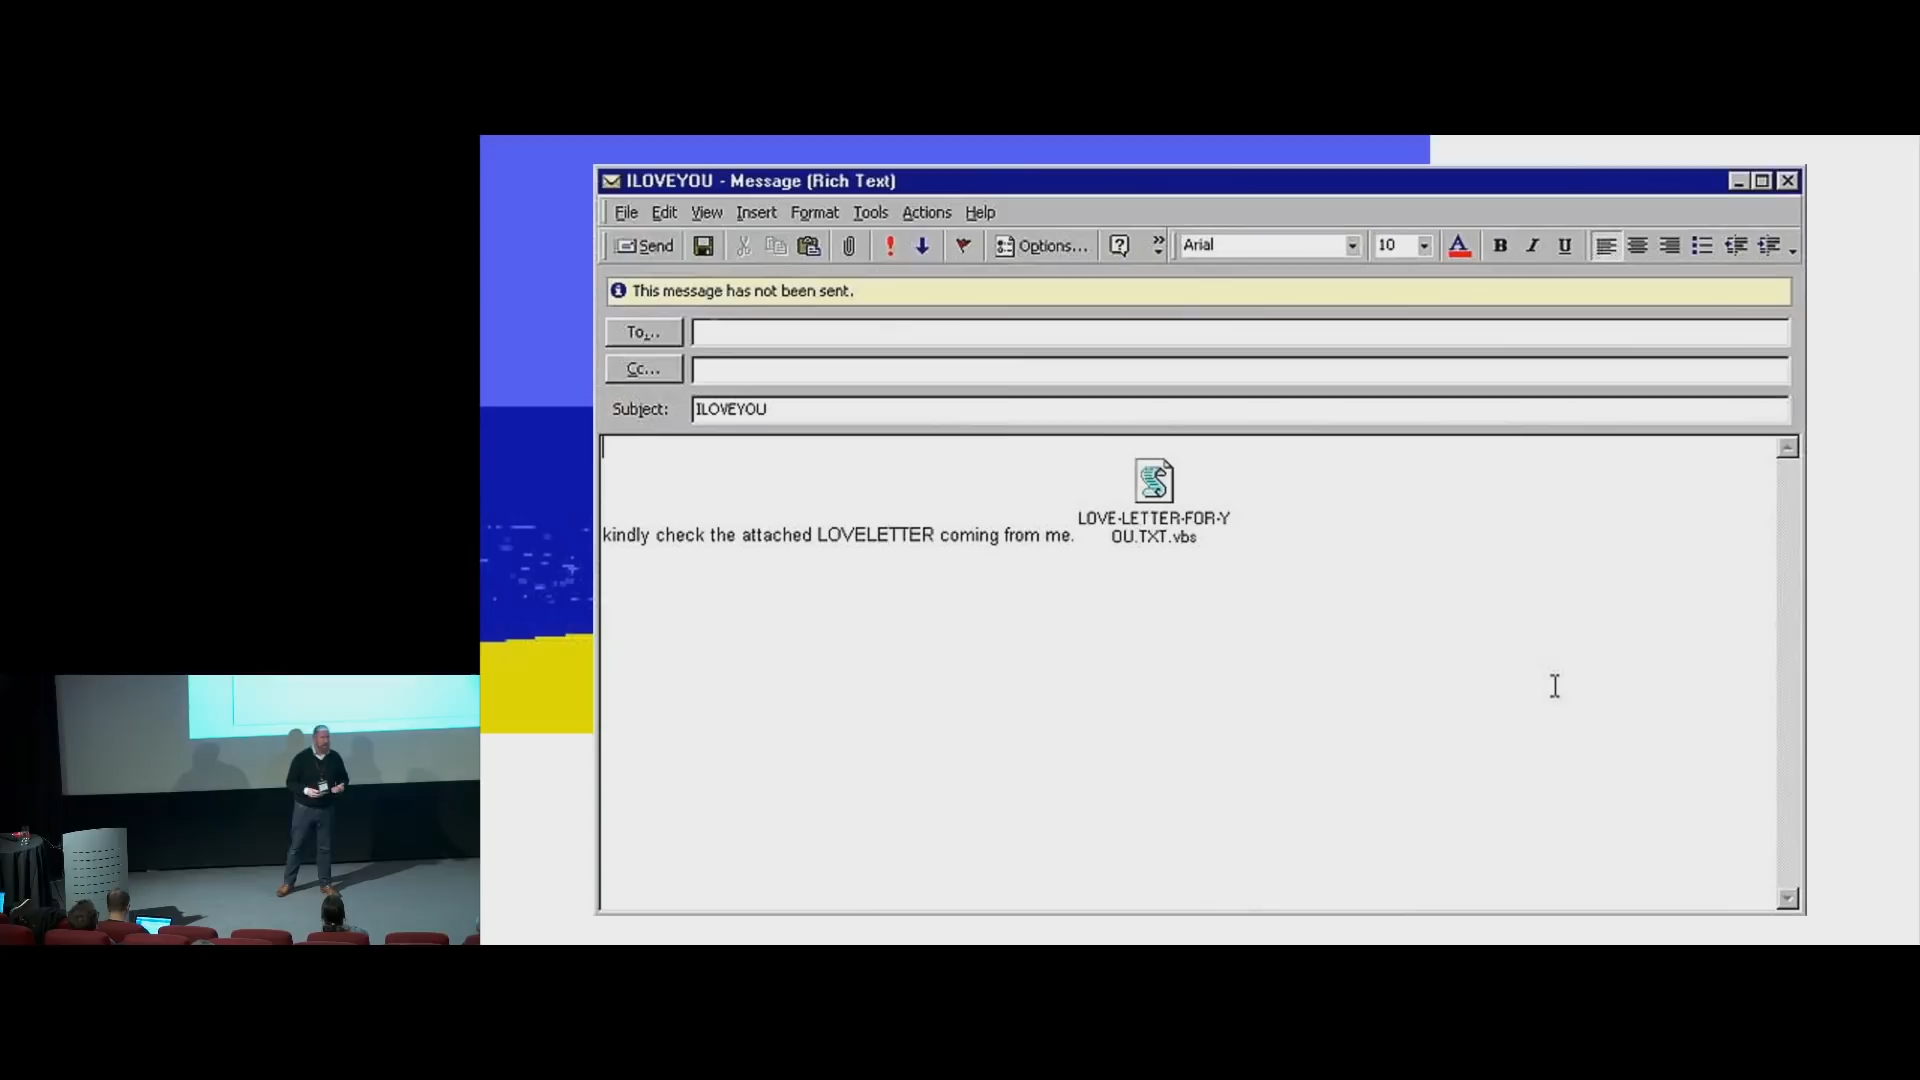 ILOVEYOU - Message (Rich Text)
File Edit View Insert Format Tools Actions Help
Send Options... Arial 10 A B I U
This message has not been sent.
To...
Cc...
Subject: ILOVEYOU
kindly check the attached LOVELETTER coming from me.
LOVE-LETTER-FOR-Y
OU.TXT.vbs